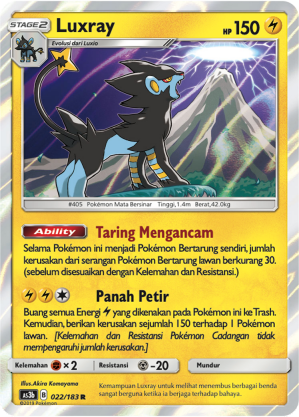 STAGE2 Luxray HP 150
Evolusi dari Luxio
#405 Pokémon Mata Bersinar Tinggi, 1.4m Berat, 42.0kg
Ability Taring Mengancam
Selama Pokémon ini menjadi Pokémon Bertarung sendiri, jumlah
kerusakan dari serangan Pokémon Bertarung lawan berkurang 30.
(sebelum disesuaikan dengan Kelemahan dan Resistansi.)
Panah Petir
Buang semua Energi yang dikenakan pada Pokémon ini ke Trash.
Kemudian, berikan kerusakan sejumlah 150 terhadap 1 Pokémon
lawan. [Kelemahan dan Resistansi Pokémon Cadangan tidak
mempengaruhi jumlah kerusakan.]
Kelemahan ×2 Resistansi -20 Mundur
Illus.Akira Komayama
AS3b B 022/183 R
©2019 Pokémon
Kemampuan Luxray untuk melihat menembus berbagai benda
sangat berguna ketika ia berjaga terhadap bahaya.